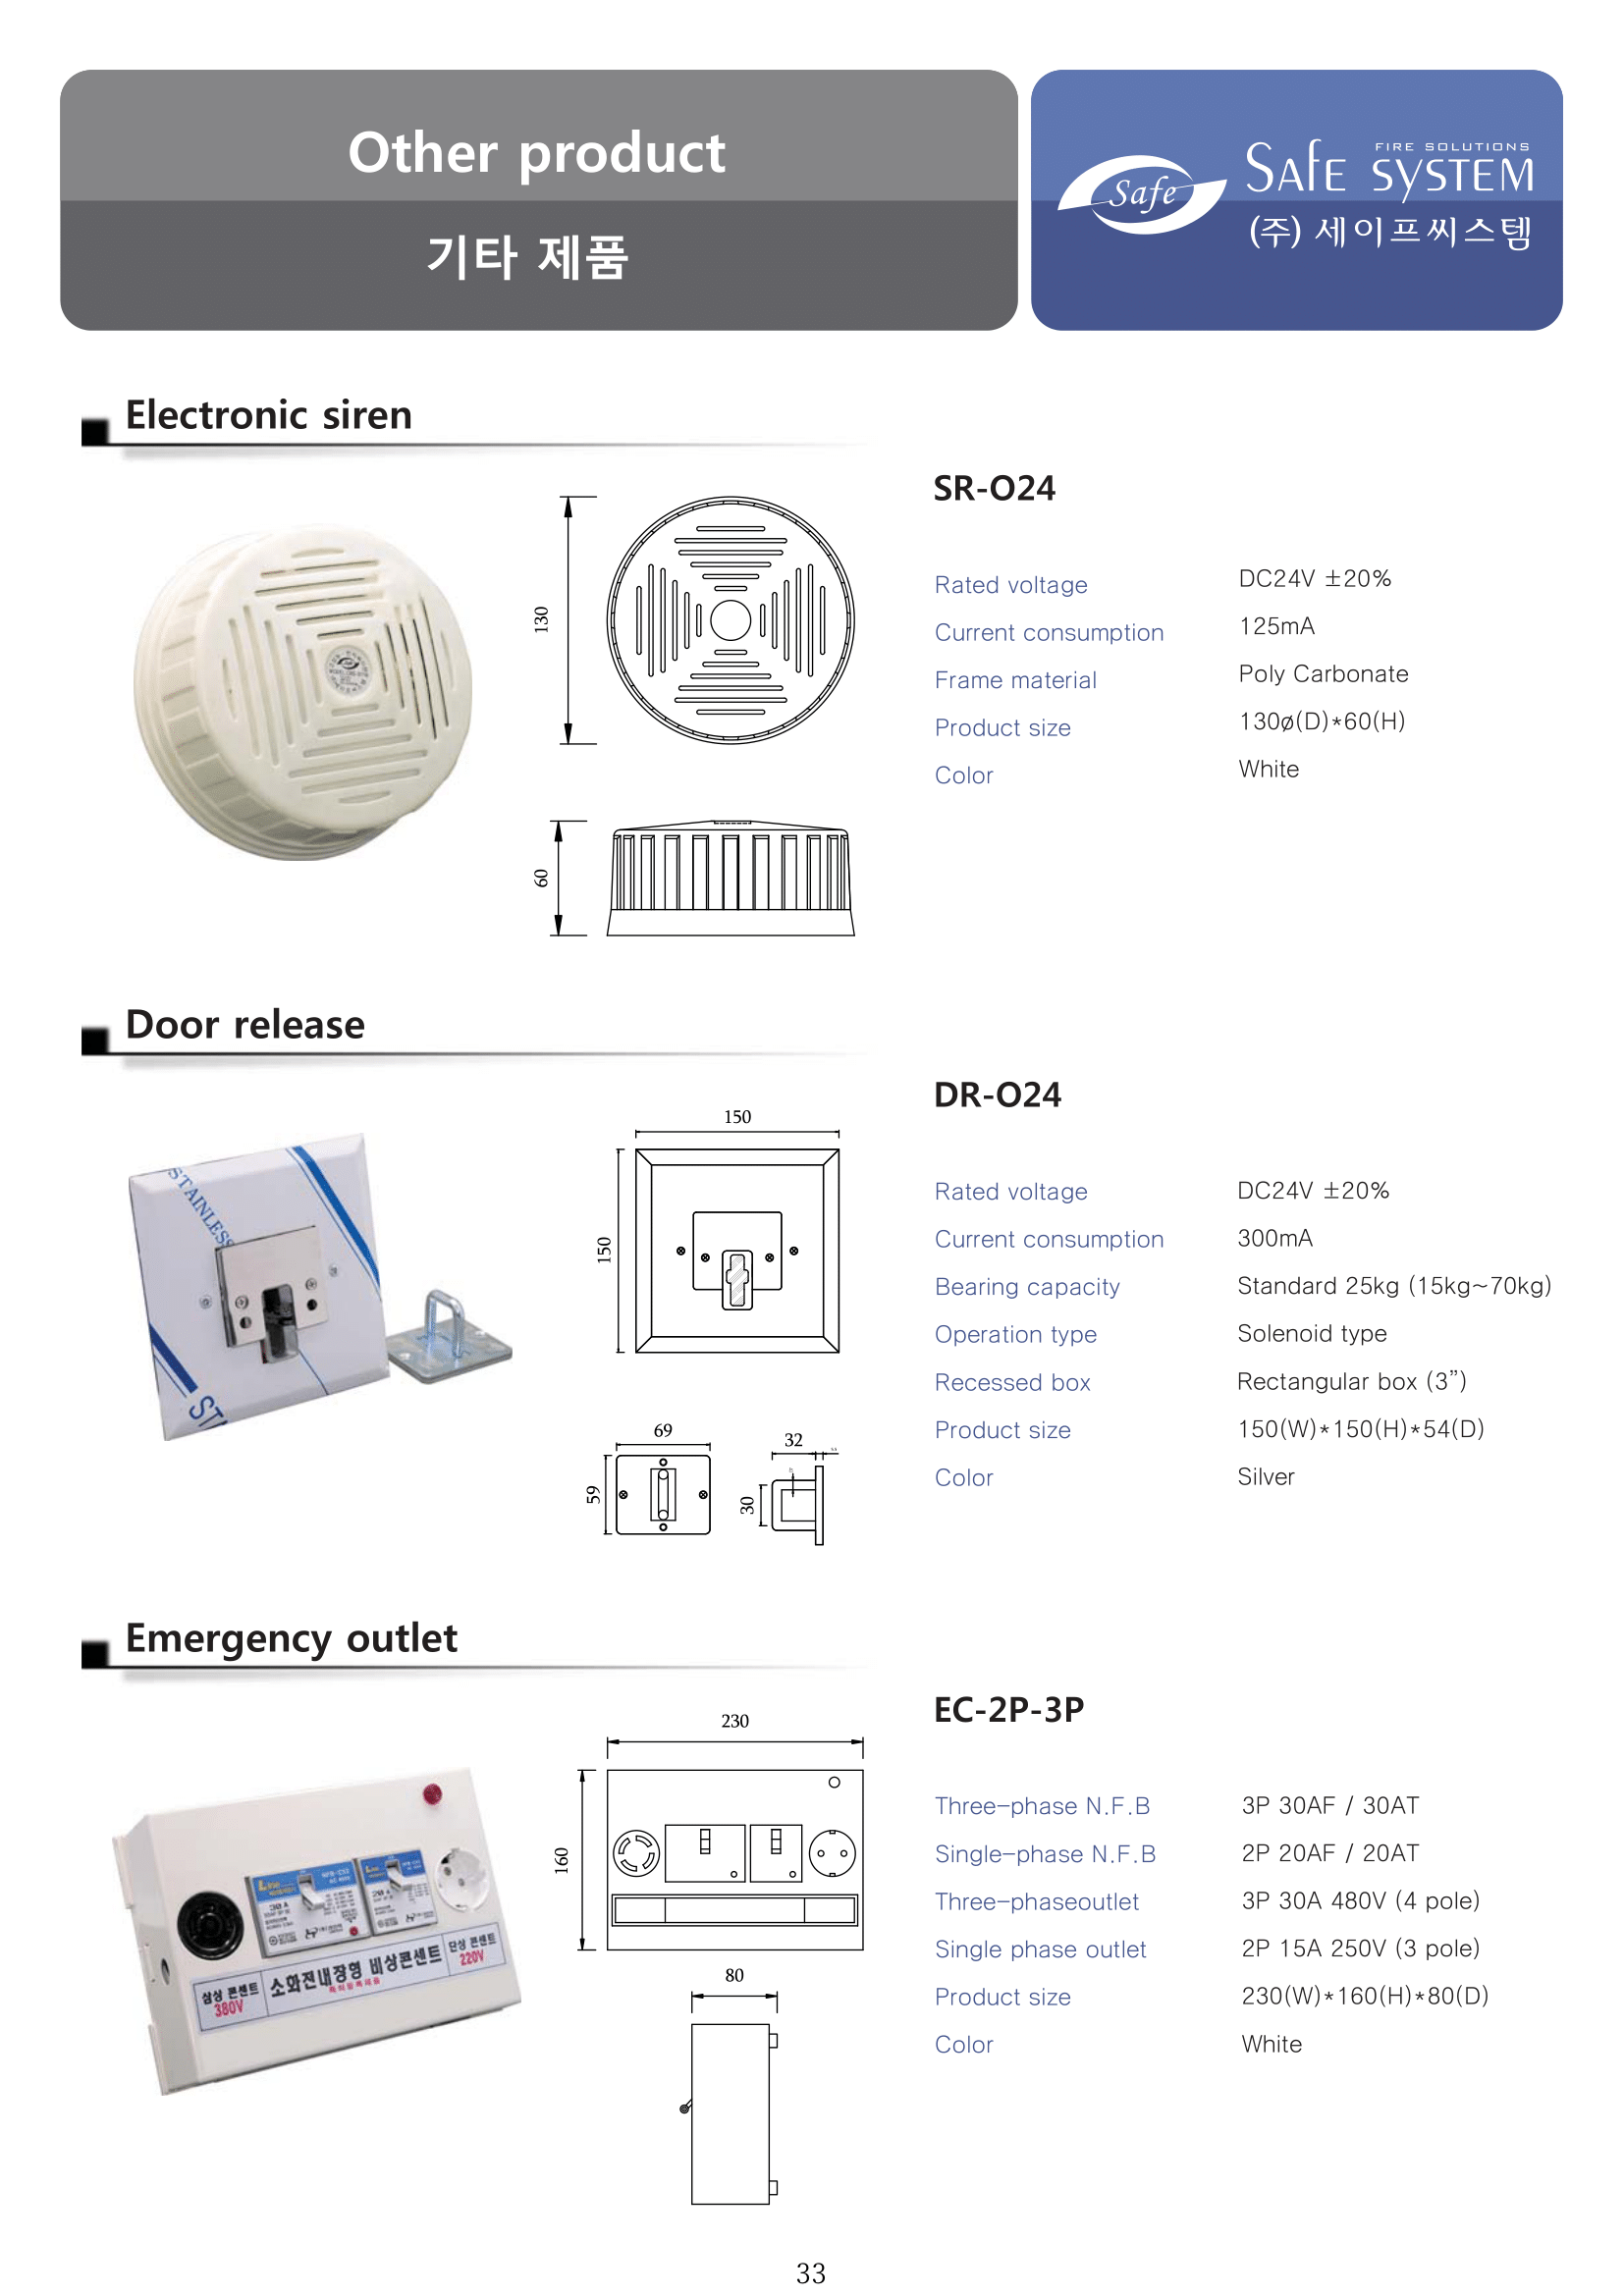 Other product
기타 제품
Safe
FIRE SOLUTIONS
SAfE SYSTEM
(주) 세이프씨스템
Electronic siren
130
60
SR-O24
Rated voltage DC24V ±20%
Current consumption 125mA
Frame material Poly Carbonate
Product size 130ø(D)*60(H)
Color White
Door release
STAINLESS
ST
150
150
69
59
32
30
DR-O24
Rated voltage DC24V ±20%
Current consumption 300mA
Bearing capacity Standard 25kg (15kg~70kg)
Operation type Solenoid type
Recessed box Rectangular box (3”)
Product size 150(W)*150(H)*54(D)
Color Silver
Emergency outlet
Line
30A
Line
20A
삼상 콘센트
380V
소화전내장형 비상콘센트
단상 콘센트
220V
230
160
80
EC-2P-3P
Three-phase N.F.B 3P 30AF / 30AT
Single-phase N.F.B 2P 20AF / 20AT
Three-phaseoutlet 3P 30A 480V (4 pole)
Single phase outlet 2P 15A 250V (3 pole)
Product size 230(W)*160(H)*80(D)
Color White
33